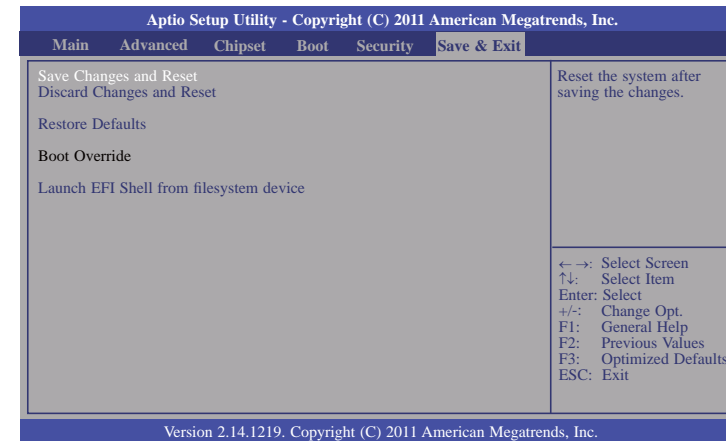 Aptio Setup Utility - Copyright (C) 2011 American Megatrends, Inc.
Main Advanced Chipset Boot Security Save & Exit
Save Changes and Reset
Discard Changes and Reset
Restore Defaults
Boot Override
Launch EFI Shell from filesystem device
Reset the system after
saving the changes.
←→: Select Screen
↑↓: Select Item
Enter: Select
+/-: Change Opt.
F1: General Help
F2: Previous Values
F3: Optimized Defaults
ESC: Exit
Version 2.14.1219. Copyright (C) 2011 American Megatrends, Inc.